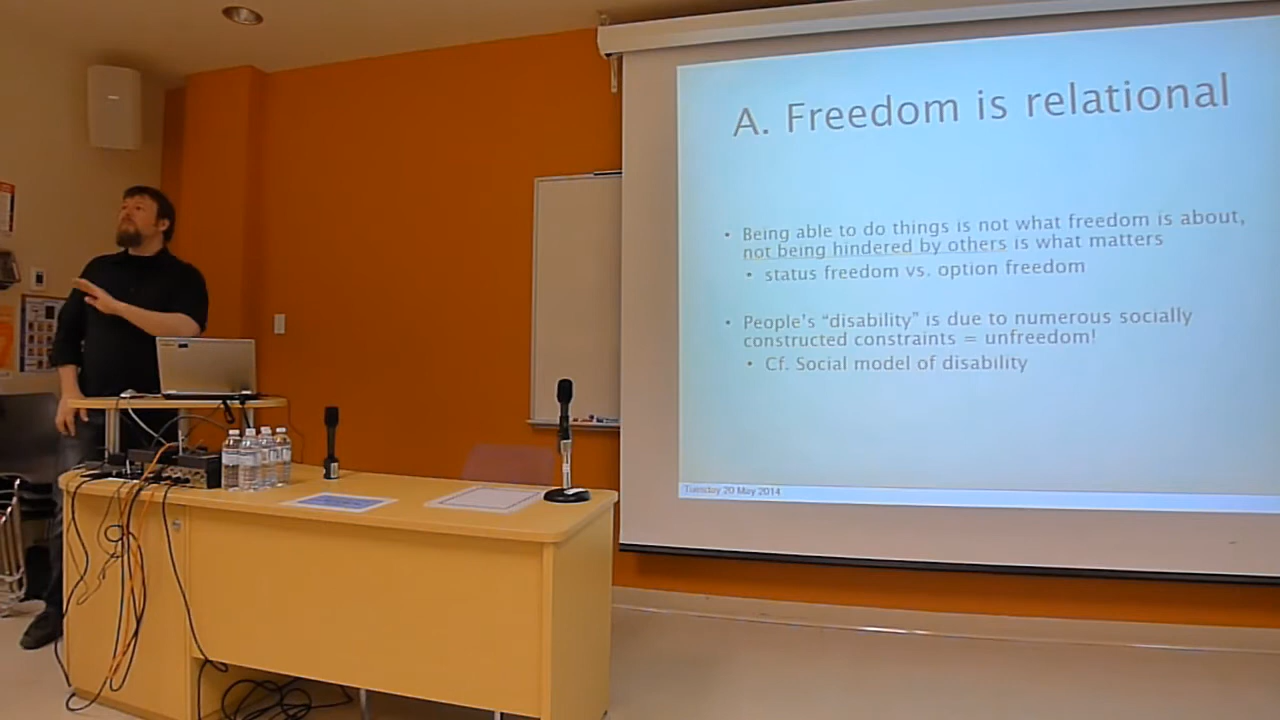 A. Freedom is relational
• Being able to do things is not what freedom is about,
not being hindered by others is what matters
• status freedom vs. option freedom
• People's “disability” is due to numerous socially
constructed constraints = unfreedom!
• Cf. Social model of disability
Tuesday 20 May 2014